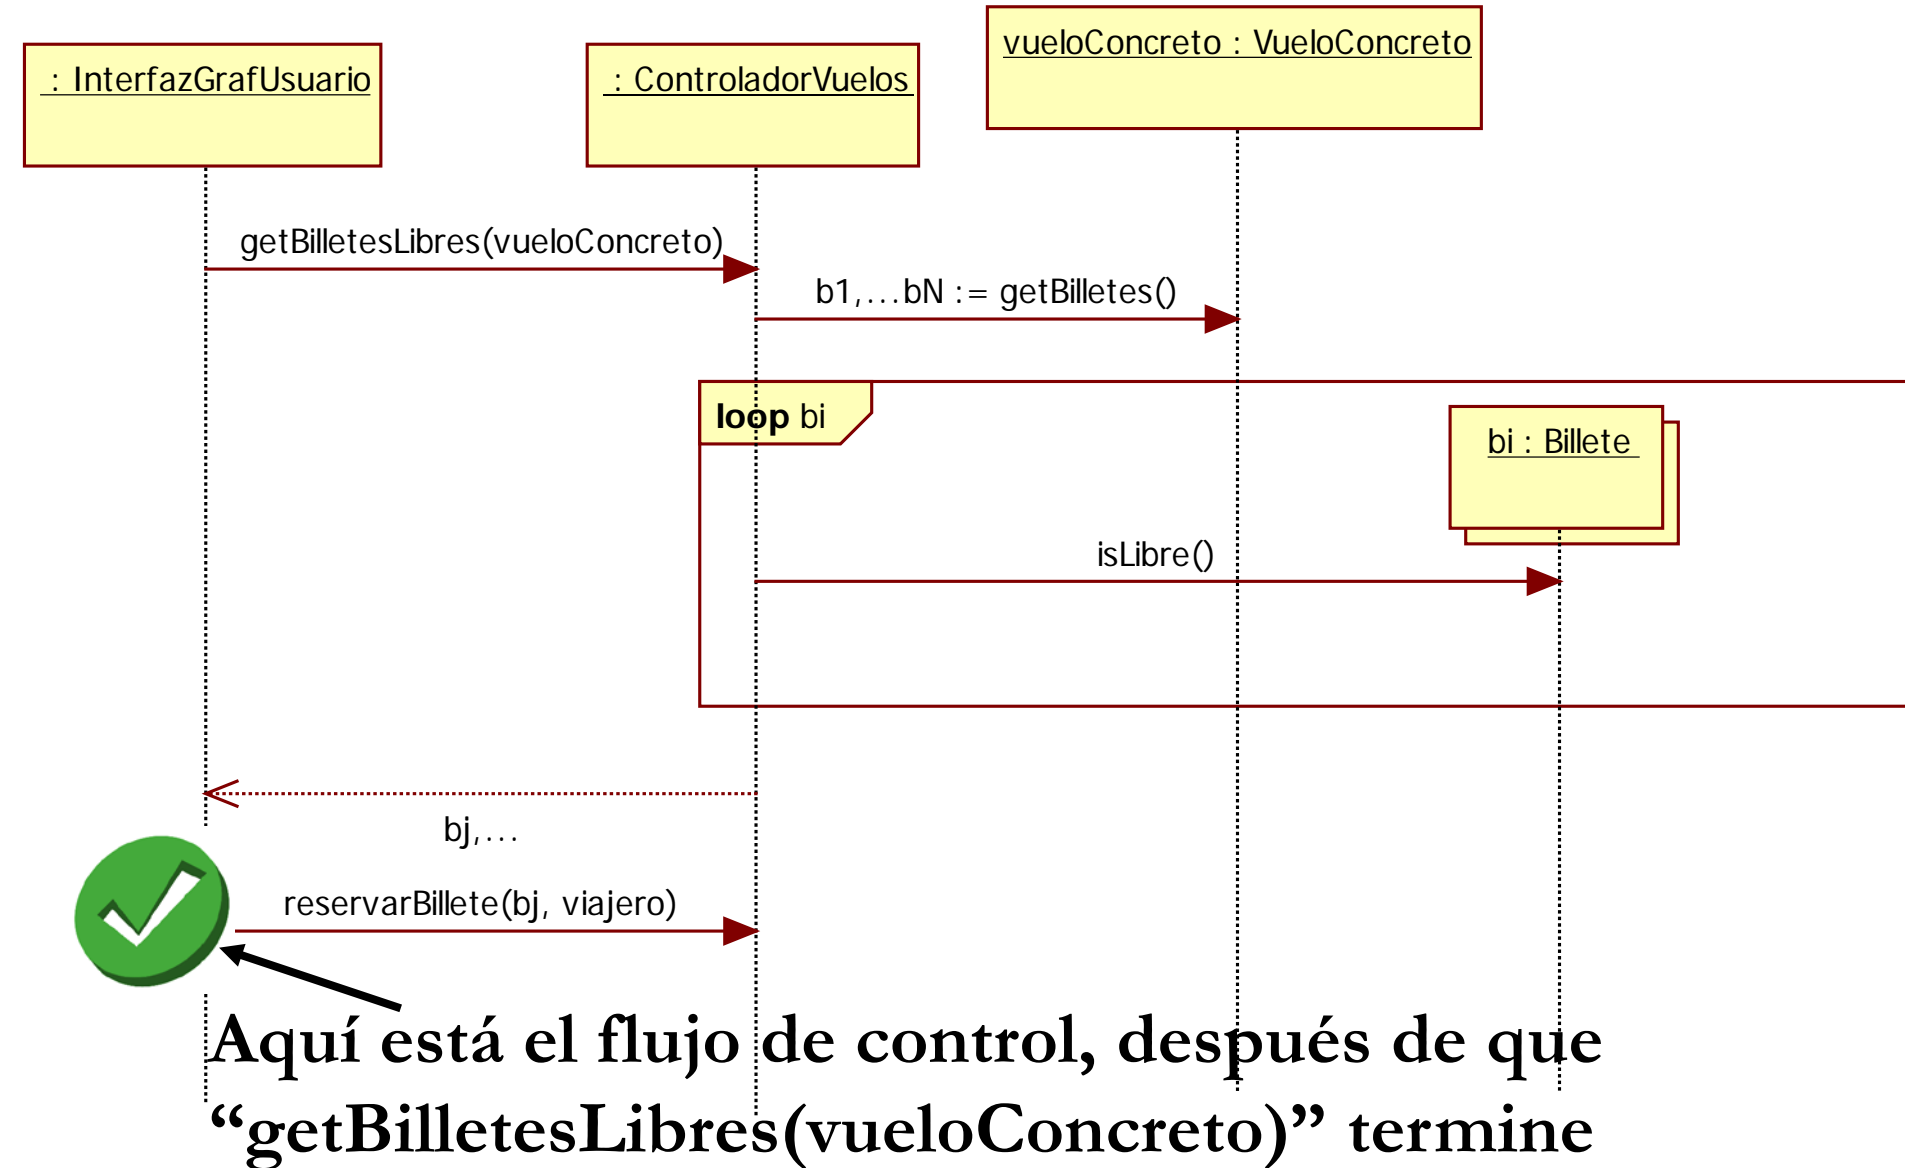 : InterfazGrafUsuario
: ControladorVuelos
vueloConcreto : VueloConcreto
getBilletesLibres(vueloConcreto)
b1,...bN := getBilletes()
loop bi
bi : Billete
isLibre()
bj,...
reservarBillete(bj, viajero)
Aquí está el flujo de control, después de que
“getBilletesLibres(vueloConcreto)” termine